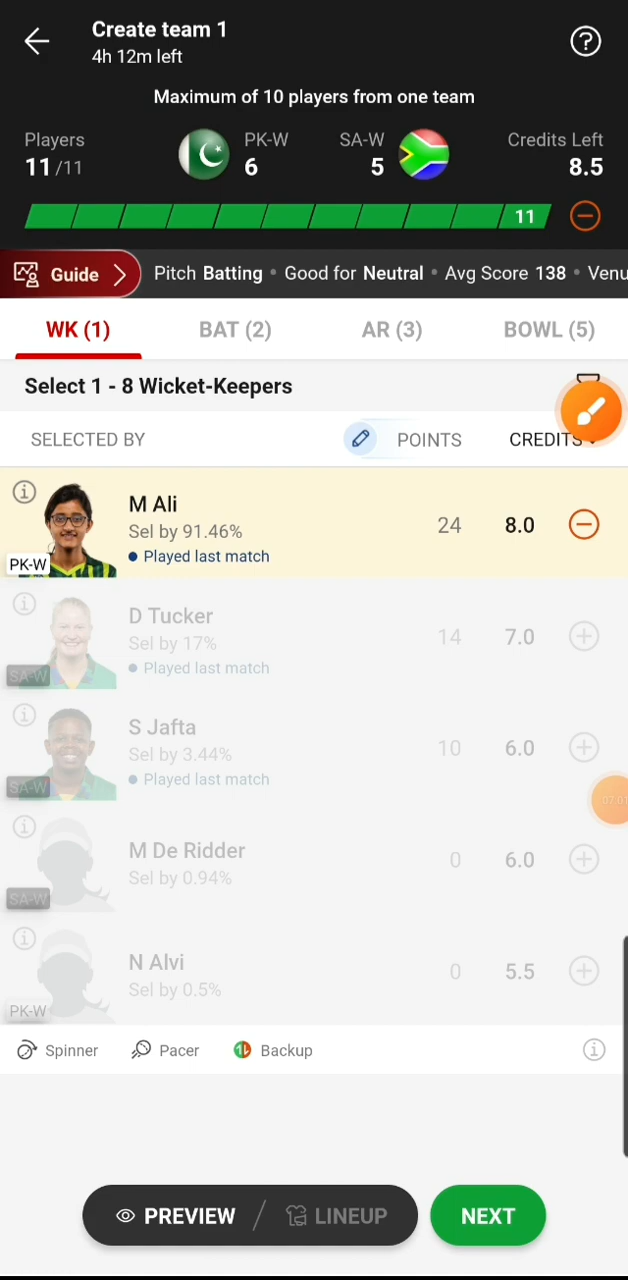 Create team 1
4h 12m left
Maximum of 10 players from one team
Players
11/11
PK-W
6
SA-W
5
Credits Left
8.5
11
Guide
Pitch Batting • Good for Neutral • Avg Score 138 • Venu
WK (1)
BAT (2)
AR (3)
BOWL (5)
Select 1 - 8 Wicket-Keepers
SELECTED BY
POINTS
CREDITS
M Ali
Sel by 91.46%
Played last match
PK-W
24
8.0
D Tucker
Sel by 17%
Played last match
SA-W
14
7.0
S Jafta
Sel by 3.44%
Played last match
SA-W
10
6.0
M De Ridder
Sel by 0.94%
SA-W
0
6.0
N Alvi
Sel by 0.5%
PK-W
0
5.5
Spinner
Pacer
Backup
PREVIEW / LINEUP
NEXT